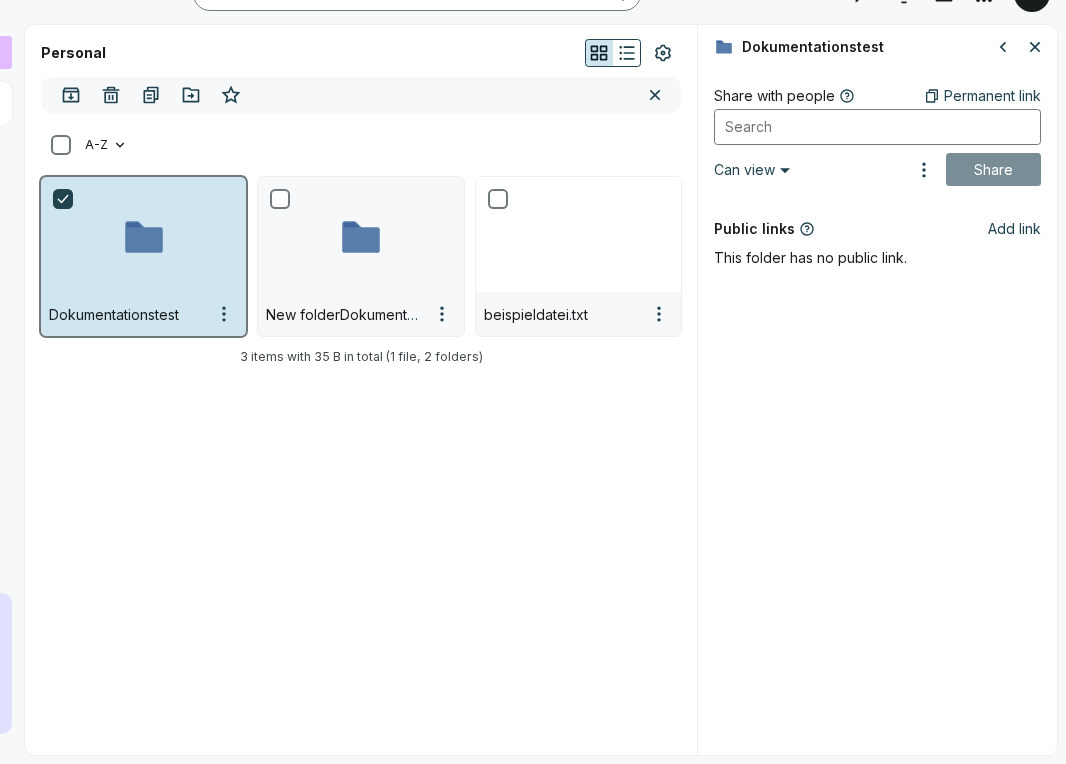 Personal
A-Z
Dokumentationstest
New folderDokument…
beispieldatei.txt
3 items with 35 B in total (1 file, 2 folders)
Dokumentationstest
Share with people
Permanent link
Search
Can view
Share
Public links
Add link
This folder has no public link.